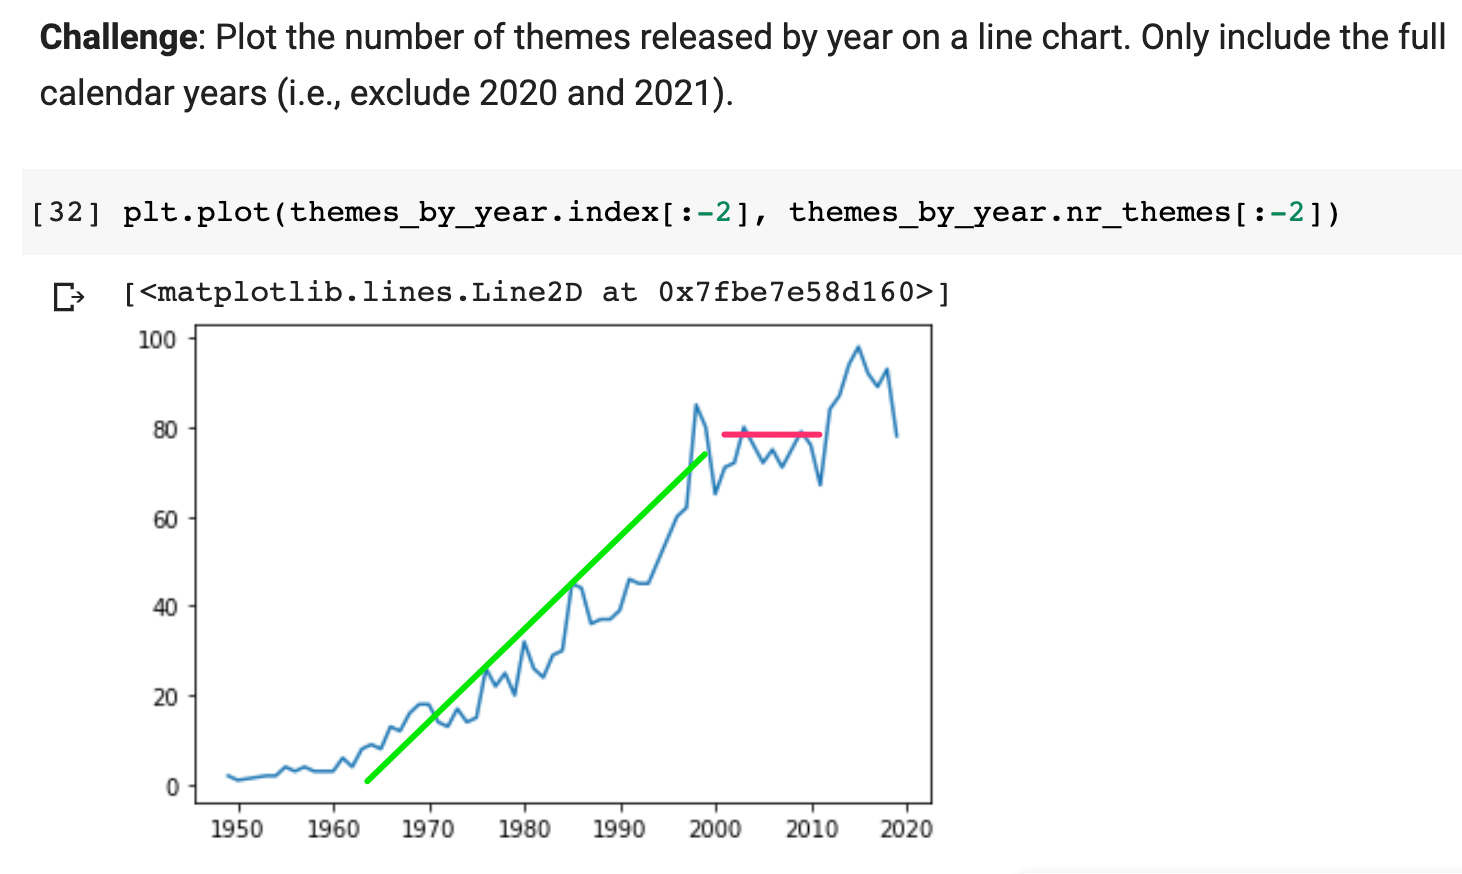 Challenge: Plot the number of themes released by year on a line chart. Only include the full
calendar years (i.e., exclude 2020 and 2021).
[32] plt.plot(themes_by_year.index[:-2], themes_by_year.nr_themes[:-2])
[<matplotlib.lines.Line2D at 0x7fbe7e58d160>]
100
80
60
40
20
0
1950 1960 1970 1980 1990 2000 2010 2020